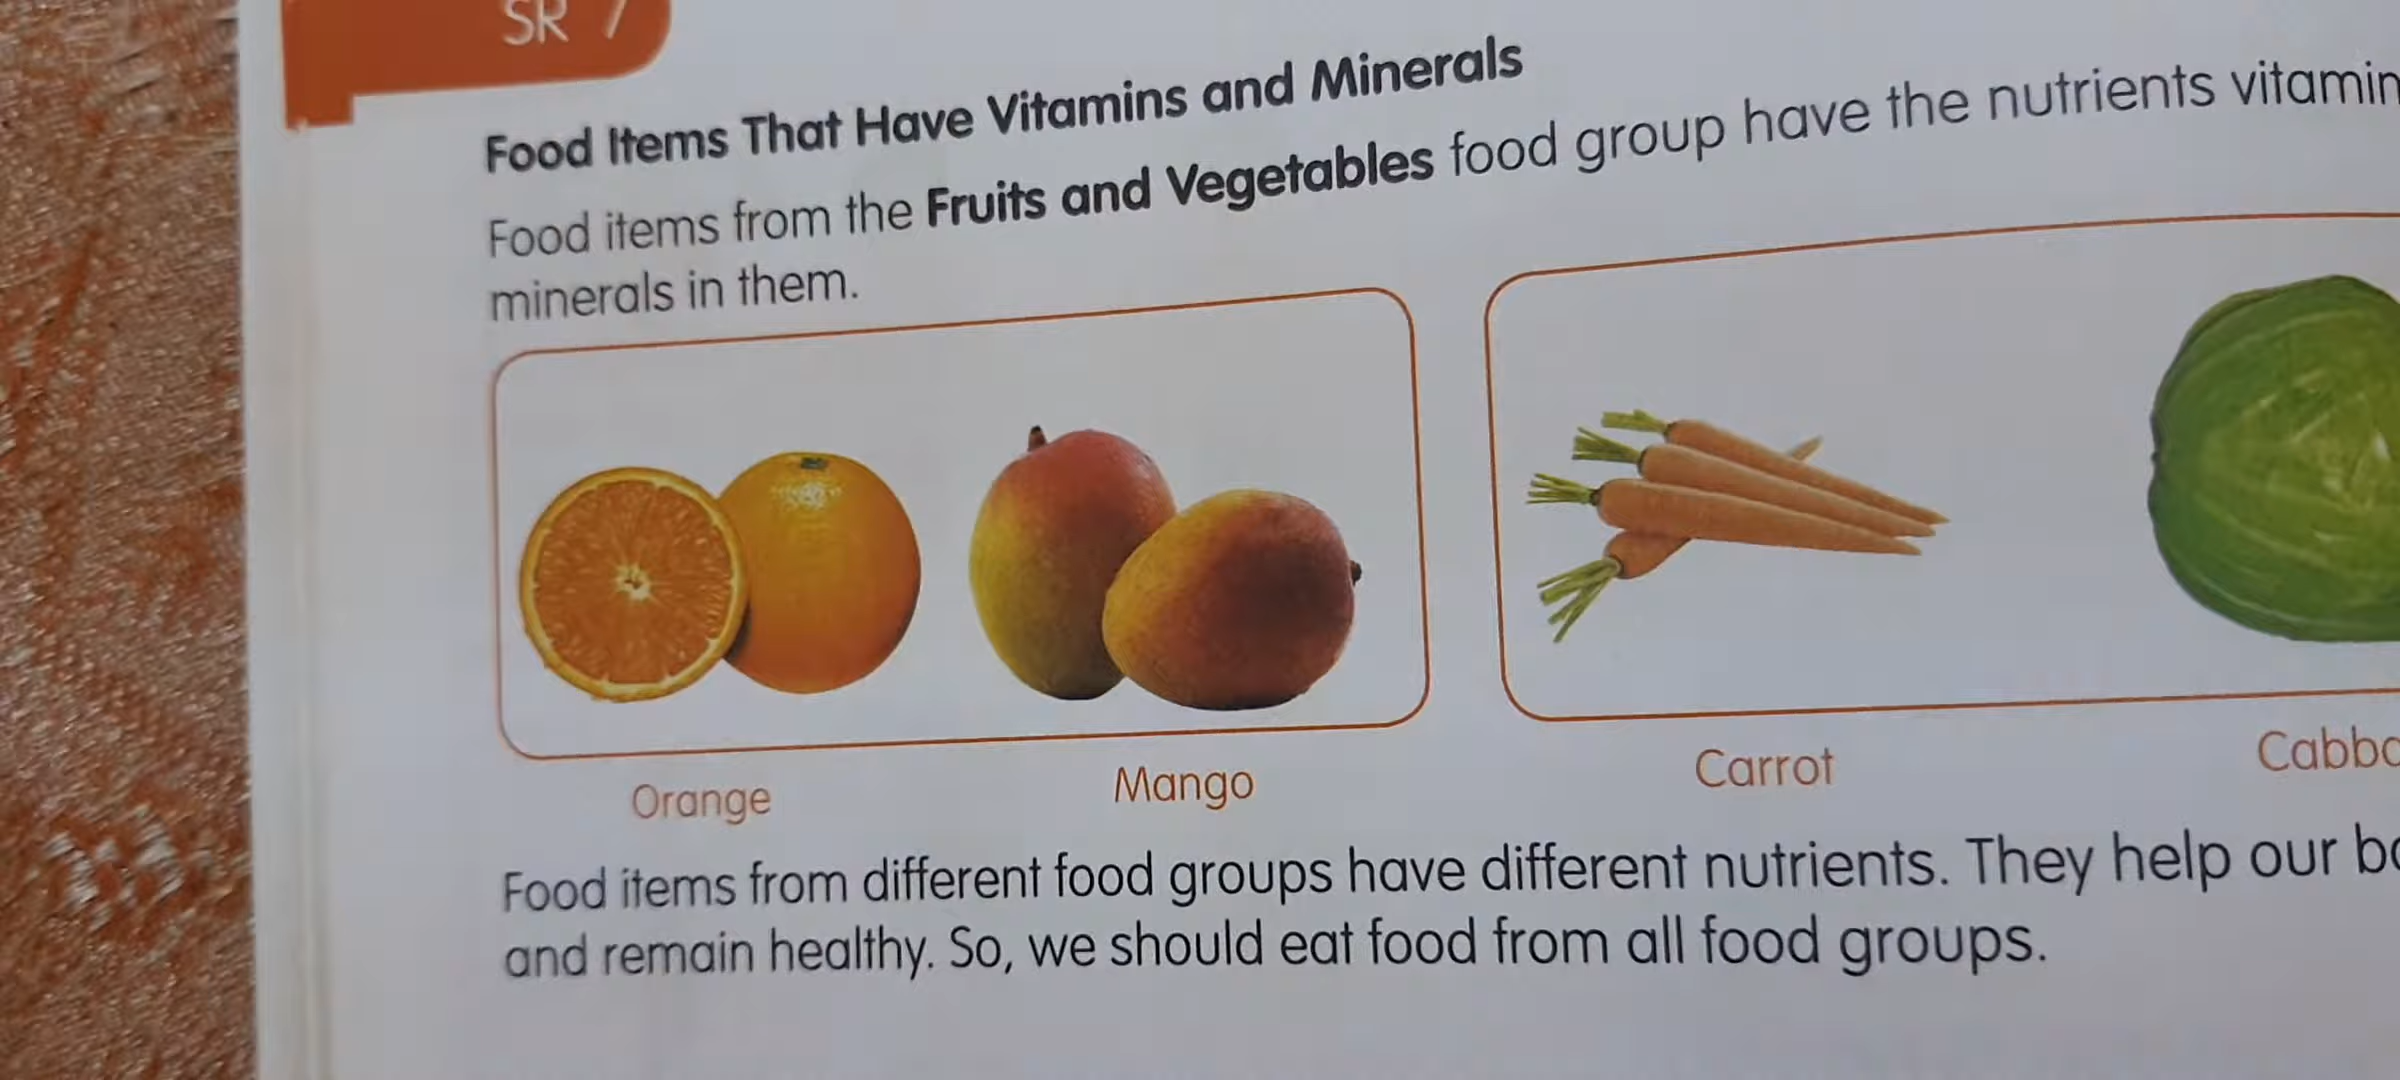 SR 7
Food Items That Have Vitamins and Minerals
Food items from the Fruits and Vegetables food group have the nutrients vitamin
minerals in them.
Orange
Mango
Carrot
Food items from different food groups have different nutrients. They help our
and remain healthy. So, we should eat food from all food groups.